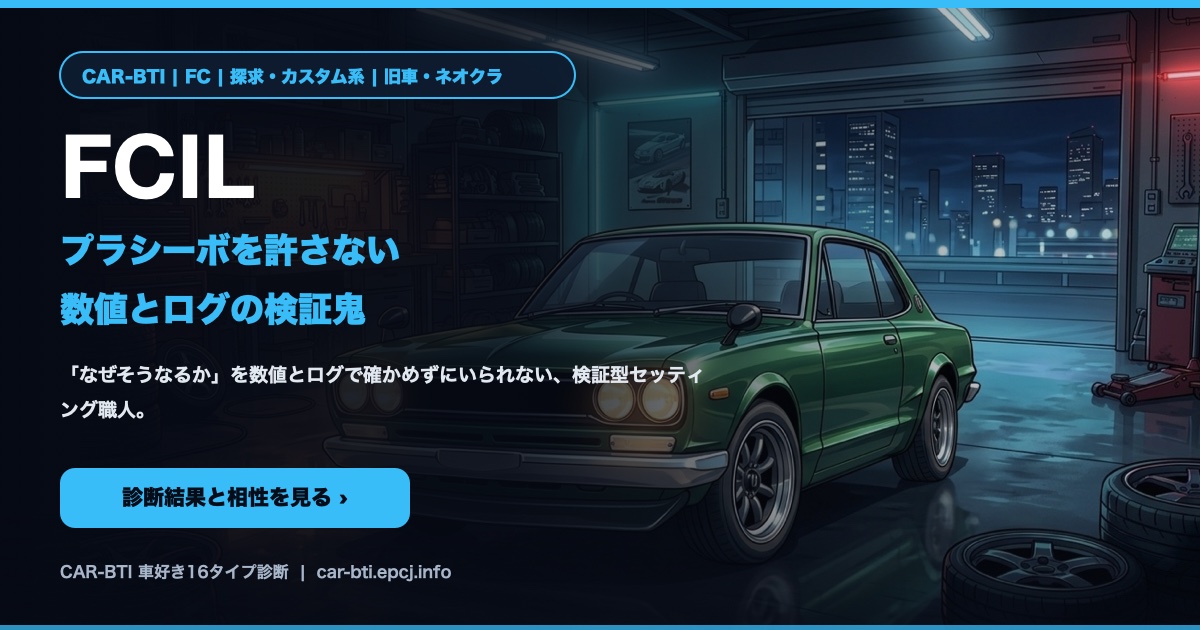 CAR-BTI | FC | 探求・カスタム系 | 旧車・ネオクラ
FCIL
プラシーボを許さない
数値とログの検証鬼
「なぜそうなるか」を数値とログで確かめずにいられない、検証型セッティ
ング職人。
診断結果と相性を見る ›
CAR-BTI 車好き16タイプ診断 | car-bti.epcj.info